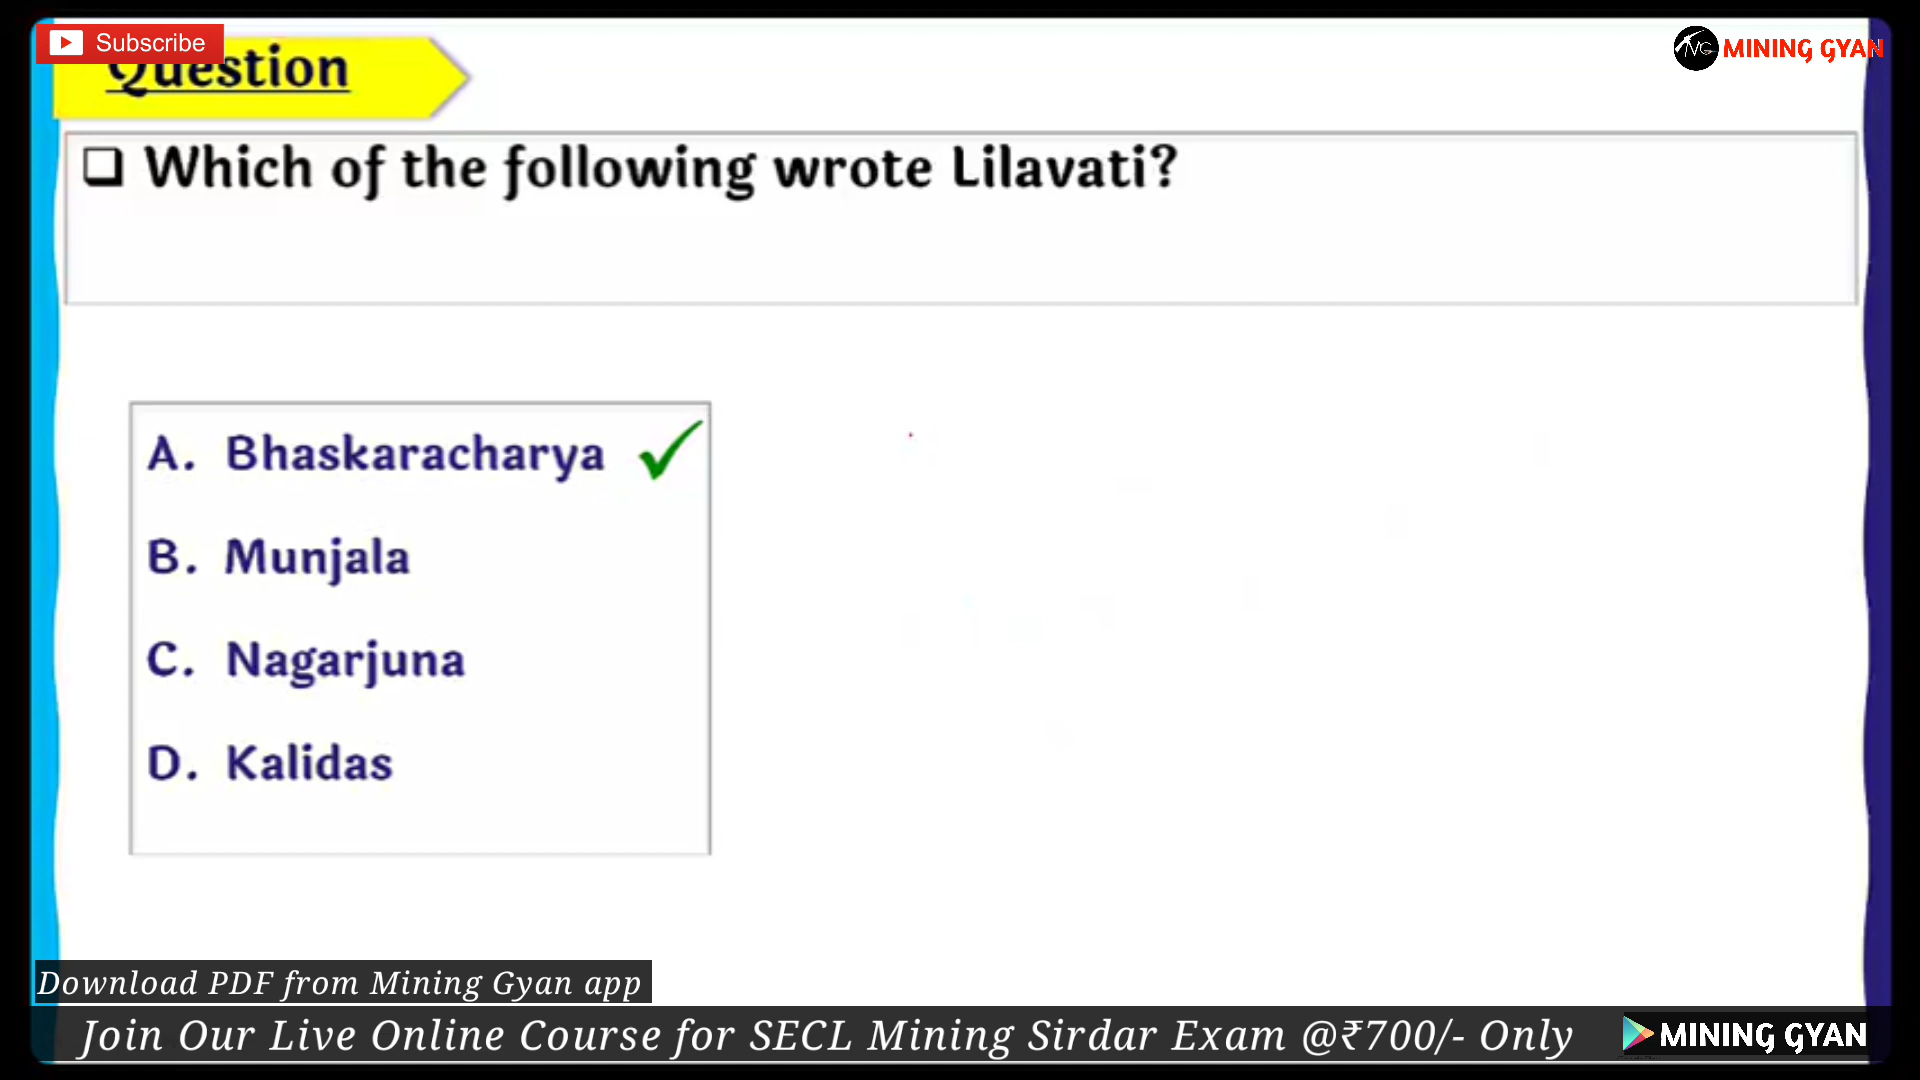 Subscribe
MINING GYAN
Question
Which of the following wrote Lilavati?
A. Bhaskaracharya
B. Munjala
C. Nagarjuna
D. Kalidas
Download PDF from Mining Gyan app
Join Our Live Online Course for SECL Mining Sirdar Exam @₹700/- Only
MINING GYAN